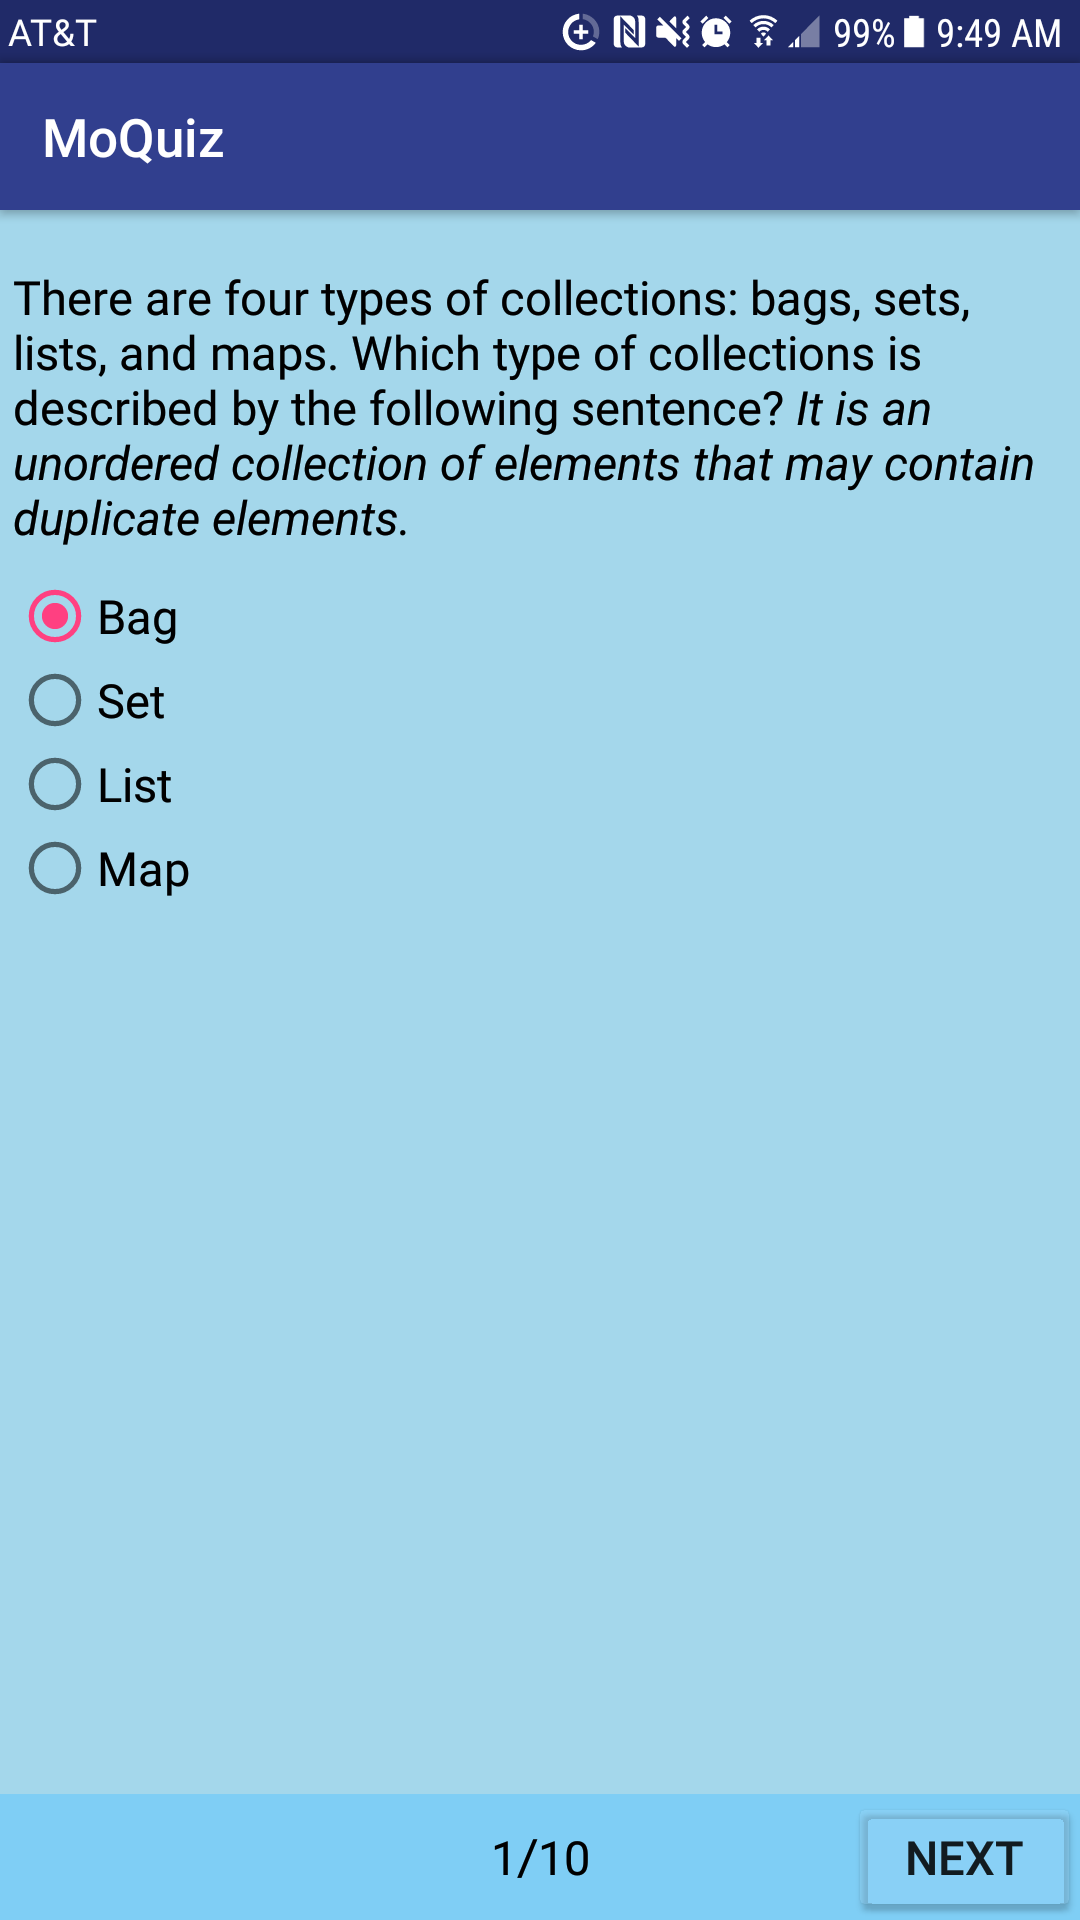 AT&T 99% 9:49 AM
MoQuiz
There are four types of collections: bags, sets,
lists, and maps. Which type of collections is
described by the following sentence? It is an
unordered collection of elements that may contain
duplicate elements.
Bag
Set
List
Map
1/10 NEXT